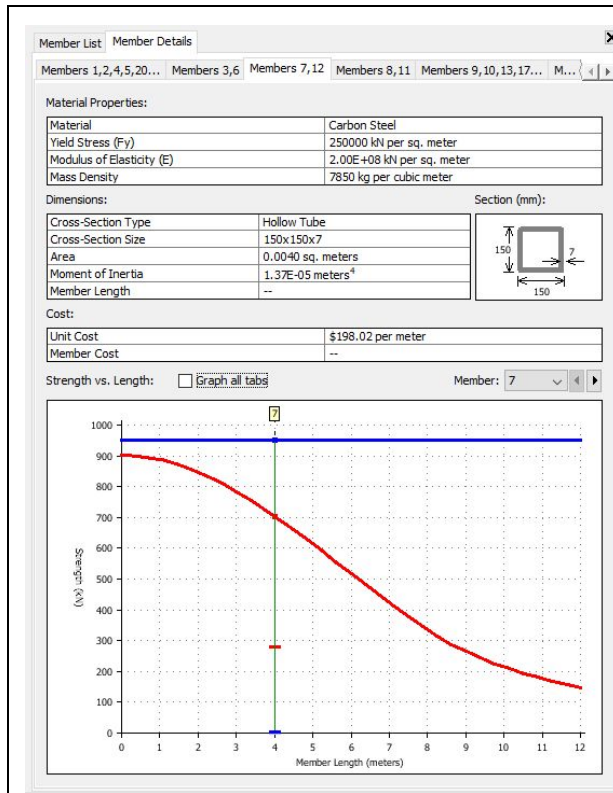 Member List Member Details
Members 1,2,4,5,20... Members 3,6 Members 7,12 Members 8,11 Members 9,10,13,17... M...
Material Properties:
Material Carbon Steel
Yield Stress (Fy) 250000 kN per sq. meter
Modulus of Elasticity (E) 2.00E+08 kN per sq. meter
Mass Density 7850 kg per cubic meter
Dimensions: Section (mm):
Cross-Section Type Hollow Tube
Cross-Section Size 150x150x7
Area 0.0040 sq. meters
Moment of Inertia 1.37E-05 meters⁴
Member Length --
150 7
150
Cost:
Unit Cost $198.02 per meter
Member Cost --
Strength vs. Length: Graph all tabs Member: 7
7
1000
900
800
700
600
500
400
300
200
100
0
Strength (kN)
0 1 2 3 4 5 6 7 8 9 10 11 12
Member Length (meters)